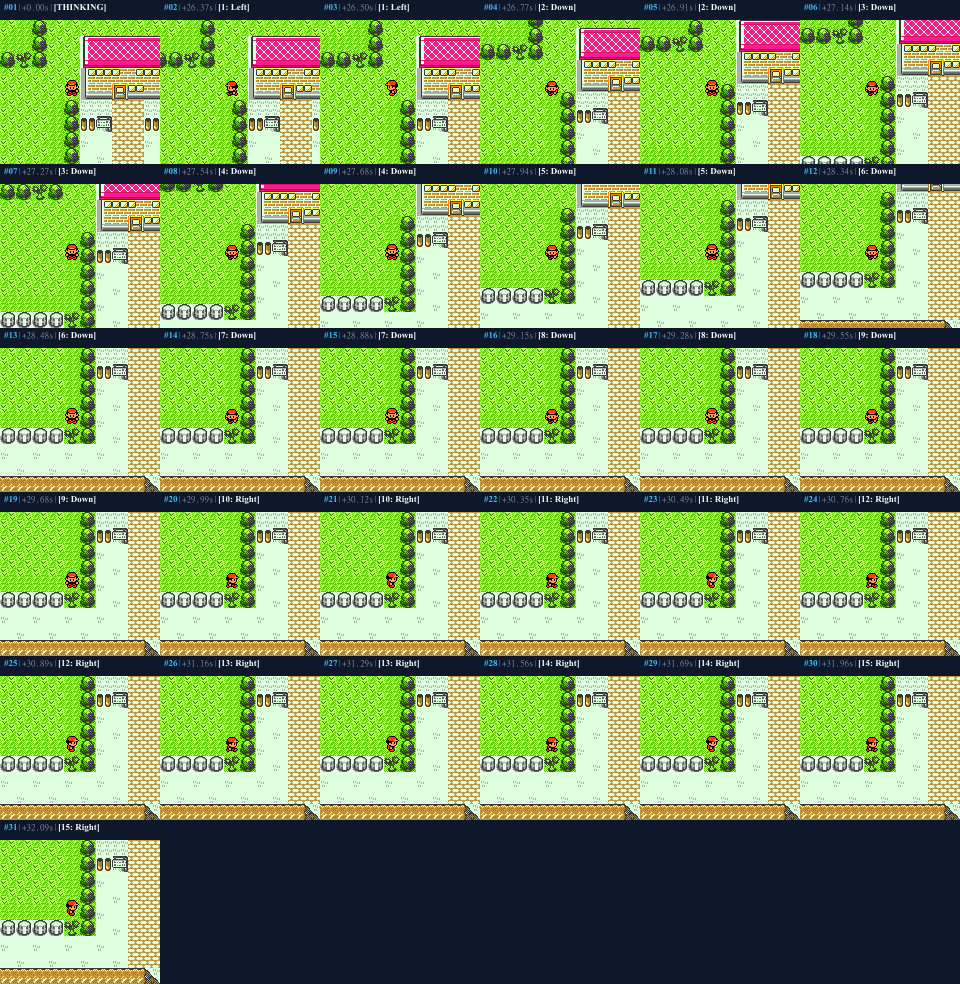 #01|+0.00s|[THINKING]
#02|+26.37s|[1: Left]
#03|+26.50s|[1: Left]
#04|+26.77s|[2: Down]
#05|+26.91s|[2: Down]
#06|+27.14s|[3: Down]
#07|+27.27s|[3: Down]
#08|+27.54s|[4: Down]
#09|+27.68s|[4: Down]
#10|+27.94s|[5: Down]
#11|+28.08s|[5: Down]
#12|+28.34s|[6: Down]
#13|+28.48s|[6: Down]
#14|+28.75s|[7: Down]
#15|+28.88s|[7: Down]
#16|+29.15s|[8: Down]
#17|+29.28s|[8: Down]
#18|+29.55s|[9: Down]
#19|+29.68s|[9: Down]
#20|+29.99s|[10: Right]
#21|+30.12s|[10: Right]
#22|+30.35s|[11: Right]
#23|+30.49s|[11: Right]
#24|+30.76s|[12: Right]
#25|+30.89s|[12: Right]
#26|+31.16s|[13: Right]
#27|+31.29s|[13: Right]
#28|+31.56s|[14: Right]
#29|+31.69s|[14: Right]
#30|+31.96s|[15: Right]
#31|+32.09s|[15: Right]